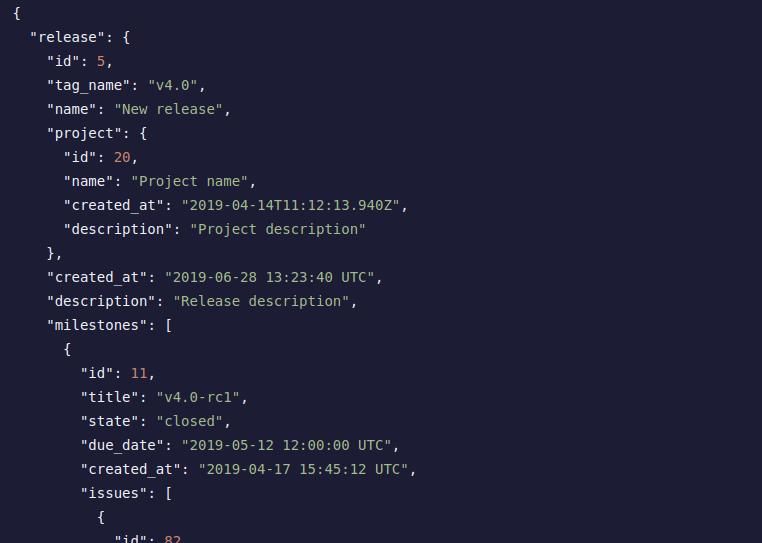 {
  "release": {
    "id": 5,
    "tag_name": "v4.0",
    "name": "New release",
    "project": {
      "id": 20,
      "name": "Project name",
      "created_at": "2019-04-14T11:12:13.940Z",
      "description": "Project description"
    },
    "created_at": "2019-06-28 13:23:40 UTC",
    "description": "Release description",
    "milestones": [
      {
        "id": 11,
        "title": "v4.0-rc1",
        "state": "closed",
        "due_date": "2019-05-12 12:00:00 UTC",
        "created_at": "2019-04-17 15:45:12 UTC",
        "issues": [
          {
            "id": 82